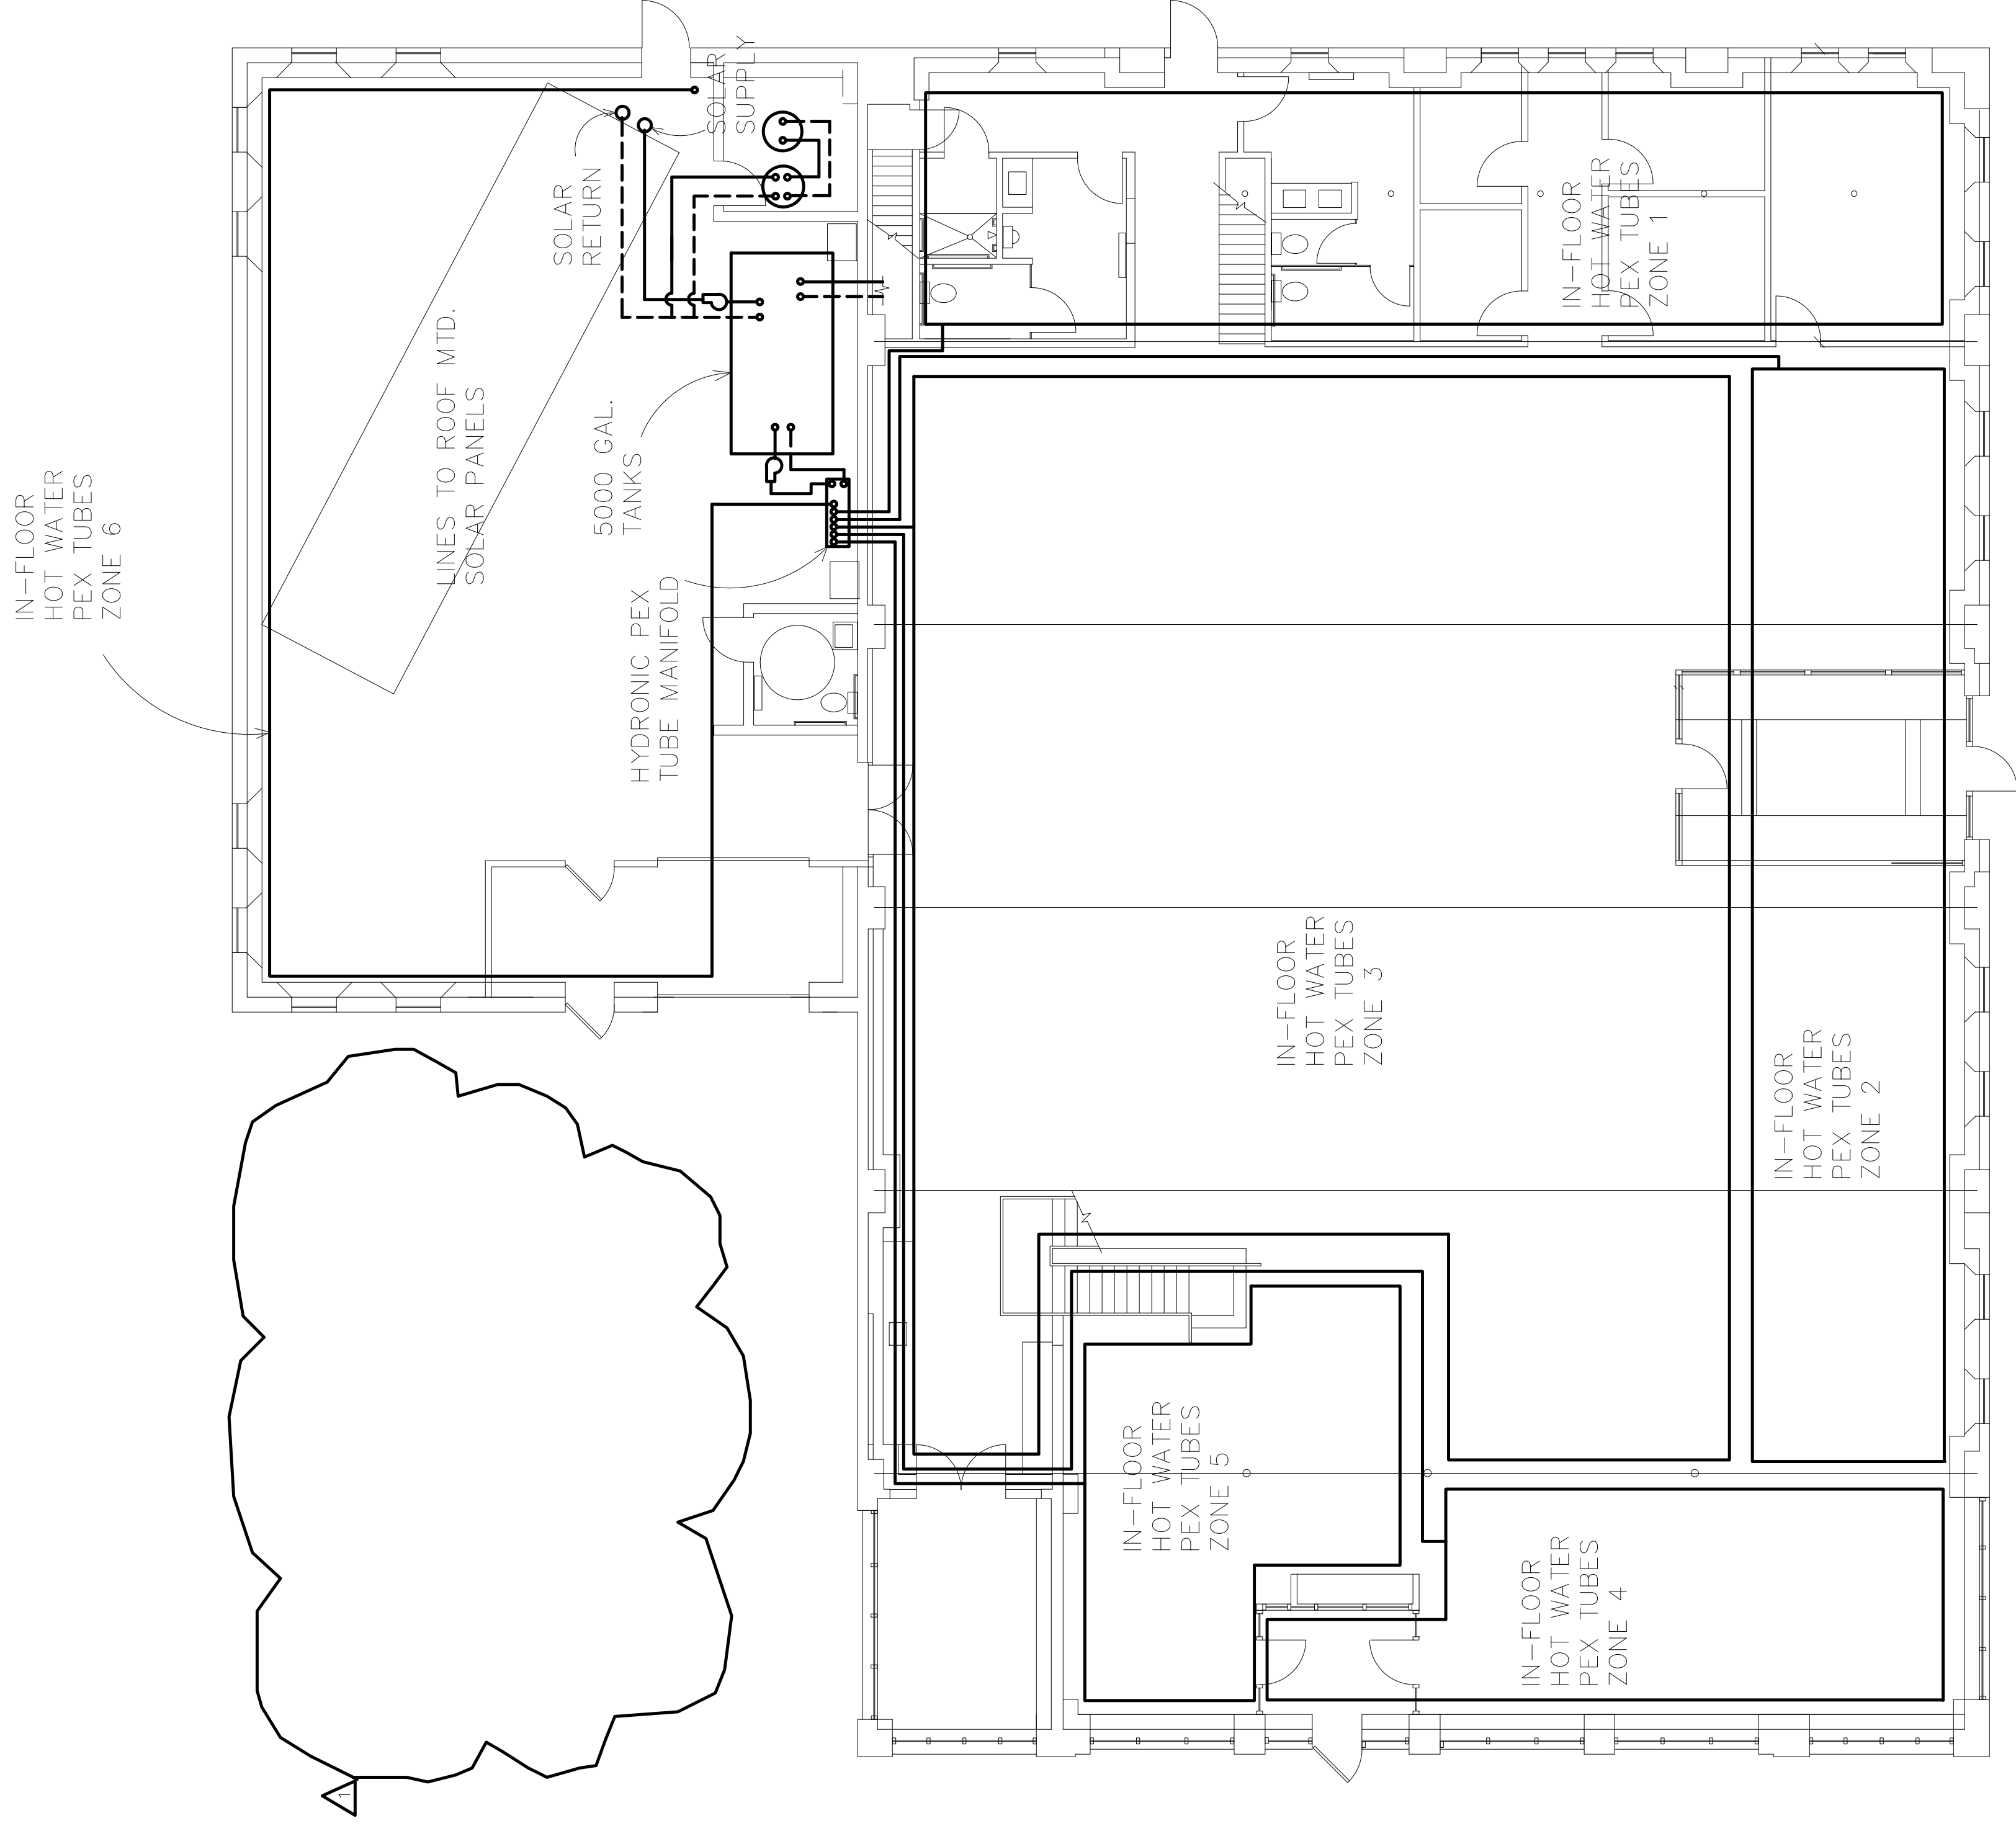 IN-FLOOR
HOT WATER
PEX TUBES
ZONE 6
LINES TO ROOF MTD.
SOLAR PANELS
SOLAR
RETURN
SOLAR
SUPPLY
5000 GAL.
TANKS
HYDRONIC PEX
TUBE MANIFOLD
IN-FLOOR
HOT WATER
PEX TUBES
ZONE 1
IN-FLOOR
HOT WATER
PEX TUBES
ZONE 3
IN-FLOOR
HOT WATER
PEX TUBES
ZONE 2
IN-FLOOR
HOT WATER
PEX TUBES
ZONE 5
IN-FLOOR
HOT WATER
PEX TUBES
ZONE 4
1